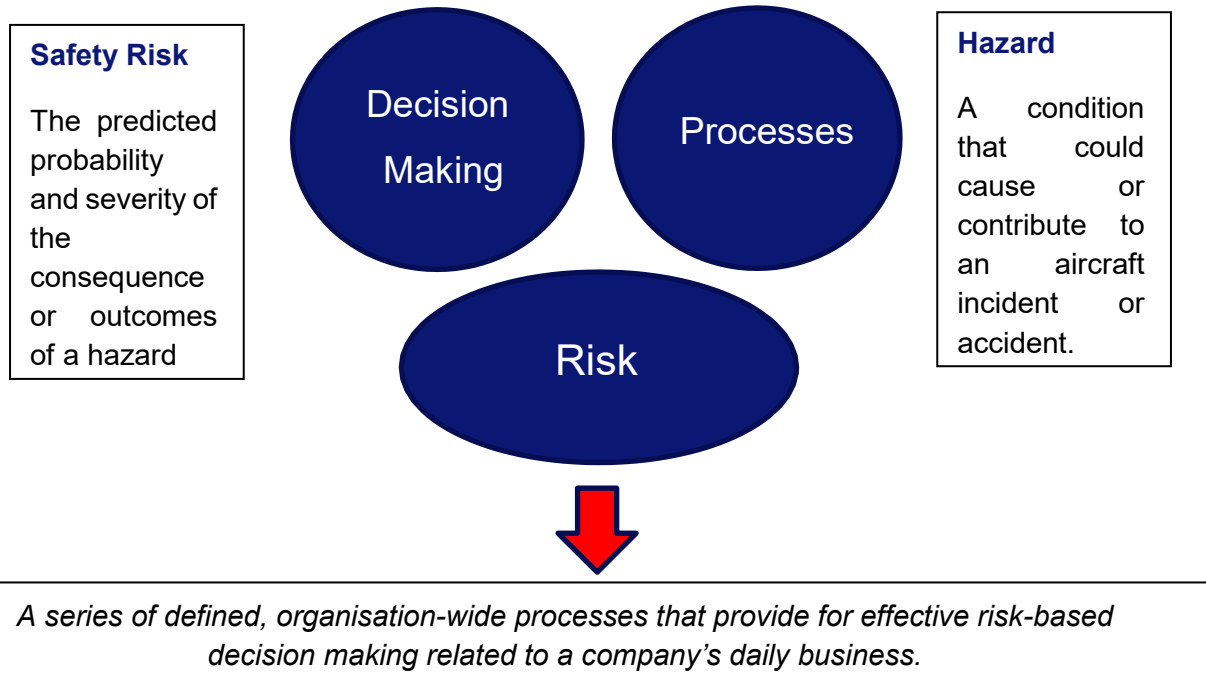 Safety Risk
The predicted
probability
and severity of
the
consequence
or outcomes
of a hazard
Decision
Making
Processes
Hazard
A condition
that could
cause or
contribute to
an aircraft
incident or
accident.
Risk
A series of defined, organisation-wide processes that provide for effective risk-based
decision making related to a company's daily business.